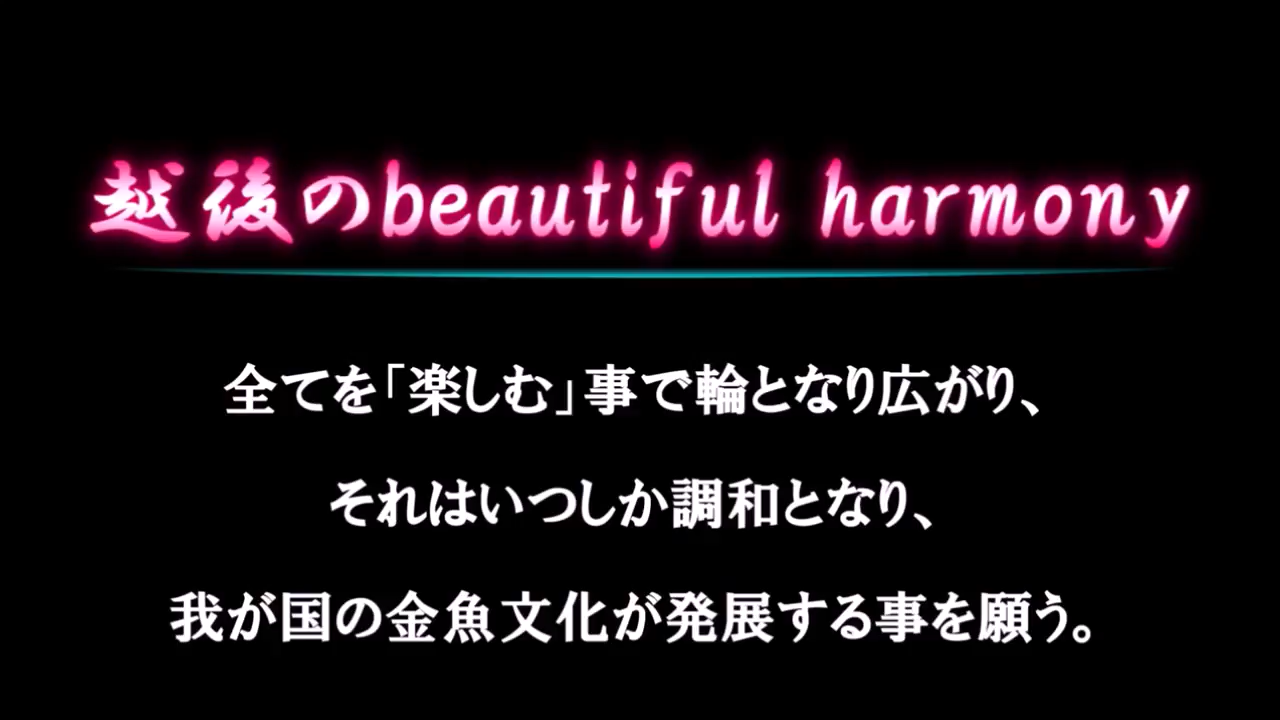 越後のbeautiful harmony
全てを「楽しむ」事で輪となり広がり、
それはいつしか調和となり、
我が国の金魚文化が発展する事を願う。